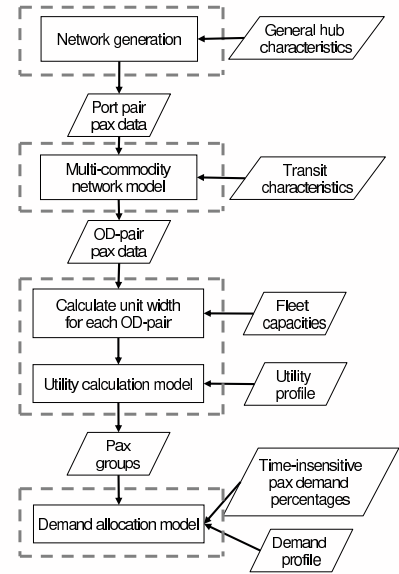 Network generation
General hub
characteristics
Port pair
pax data
Multi-commodity
network model
Transit
characteristics
OD-pair
pax data
Calculate unit width
for each OD-pair
Fleet
capacities
Utility calculation model
Utility
profile
Pax
groups
Time-insensitive
pax demand
percentages
Demand allocation model
Demand
profile